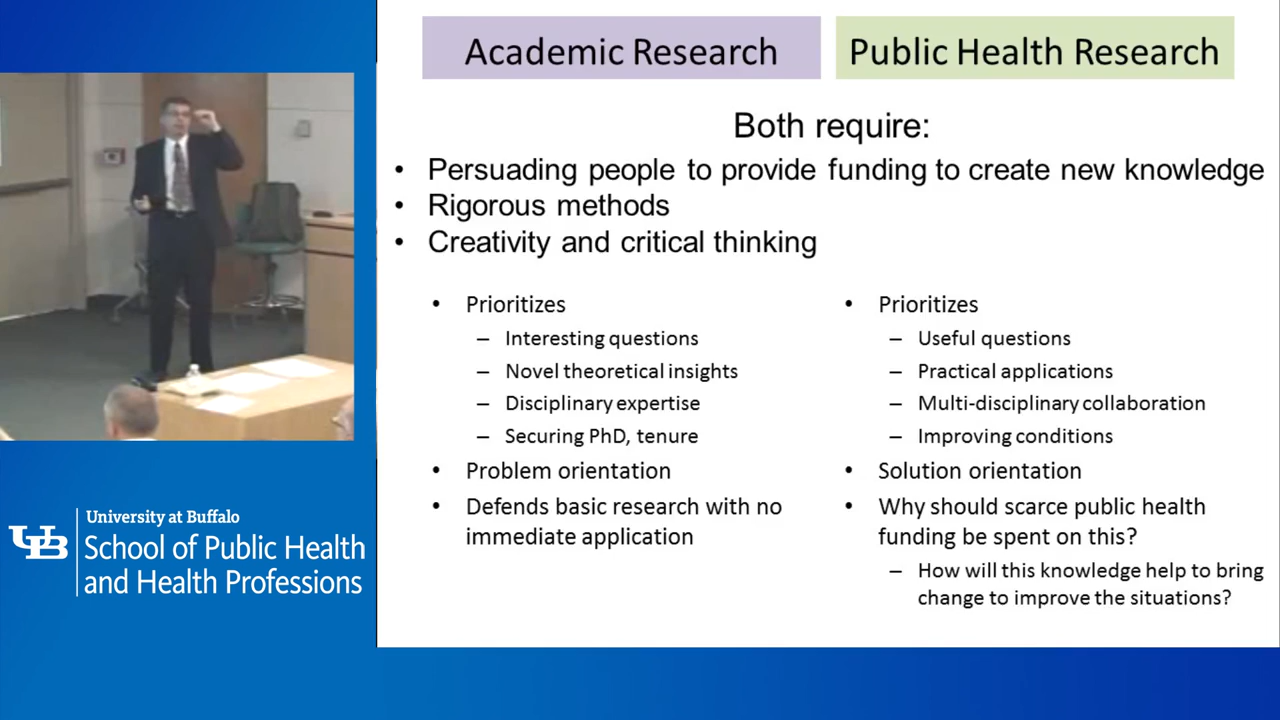 Academic Research
Public Health Research
Both require:
• Persuading people to provide funding to create new knowledge
• Rigorous methods
• Creativity and critical thinking
• Prioritizes
– Interesting questions
– Novel theoretical insights
– Disciplinary expertise
– Securing PhD, tenure
• Problem orientation
• Defends basic research with no
immediate application
• Prioritizes
– Useful questions
– Practical applications
– Multi-disciplinary collaboration
– Improving conditions
• Solution orientation
• Why should scarce public health
funding be spent on this?
– How will this knowledge help to bring
change to improve the situations?
UB
University at Buffalo
School of Public Health
and Health Professions